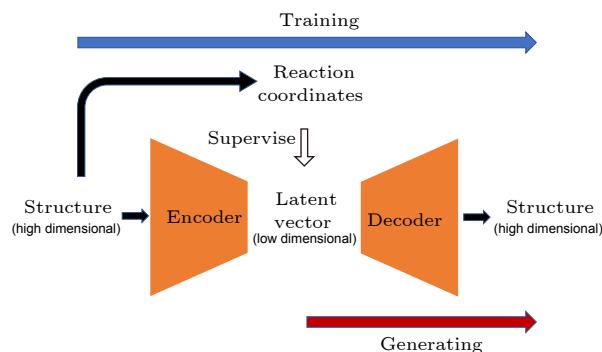 Training
Reaction
coordinates
Supervise
Structure
(high dimensional)
Encoder
Latent
vector
(low dimensional)
Decoder
Structure
(high dimensional)
Generating